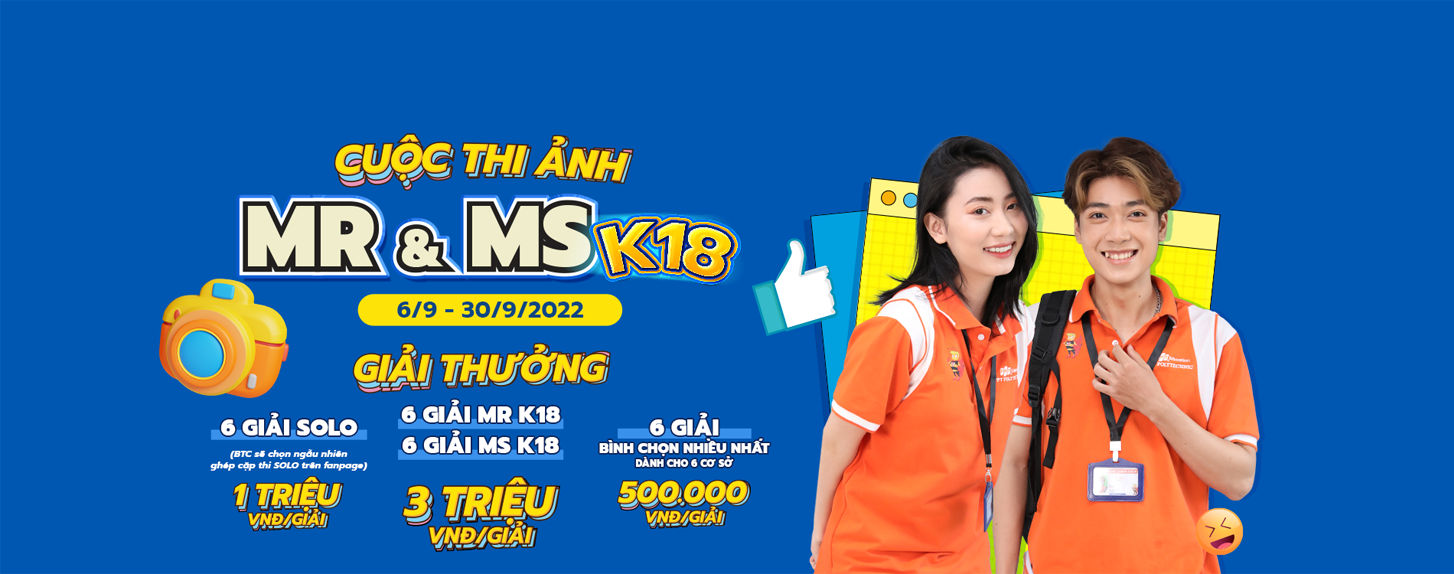 CUỘC THI ẢNH
MR & MS K18
6/9 - 30/9/2022
GIẢI THƯỞNG
6 GIẢI SOLO
(BTC sẽ chọn ngẫu nhiên
ghép cặp thi SOLO trên fanpage)
1 TRIỆU
VNĐ/GIẢI
6 GIẢI MR K18
6 GIẢI MS K18
3 TRIỆU
VNĐ/GIẢI
6 GIẢI
BÌNH CHỌN NHIỀU NHẤT
DÀNH CHO 6 CƠ SỞ
500.000
VNĐ/GIẢI